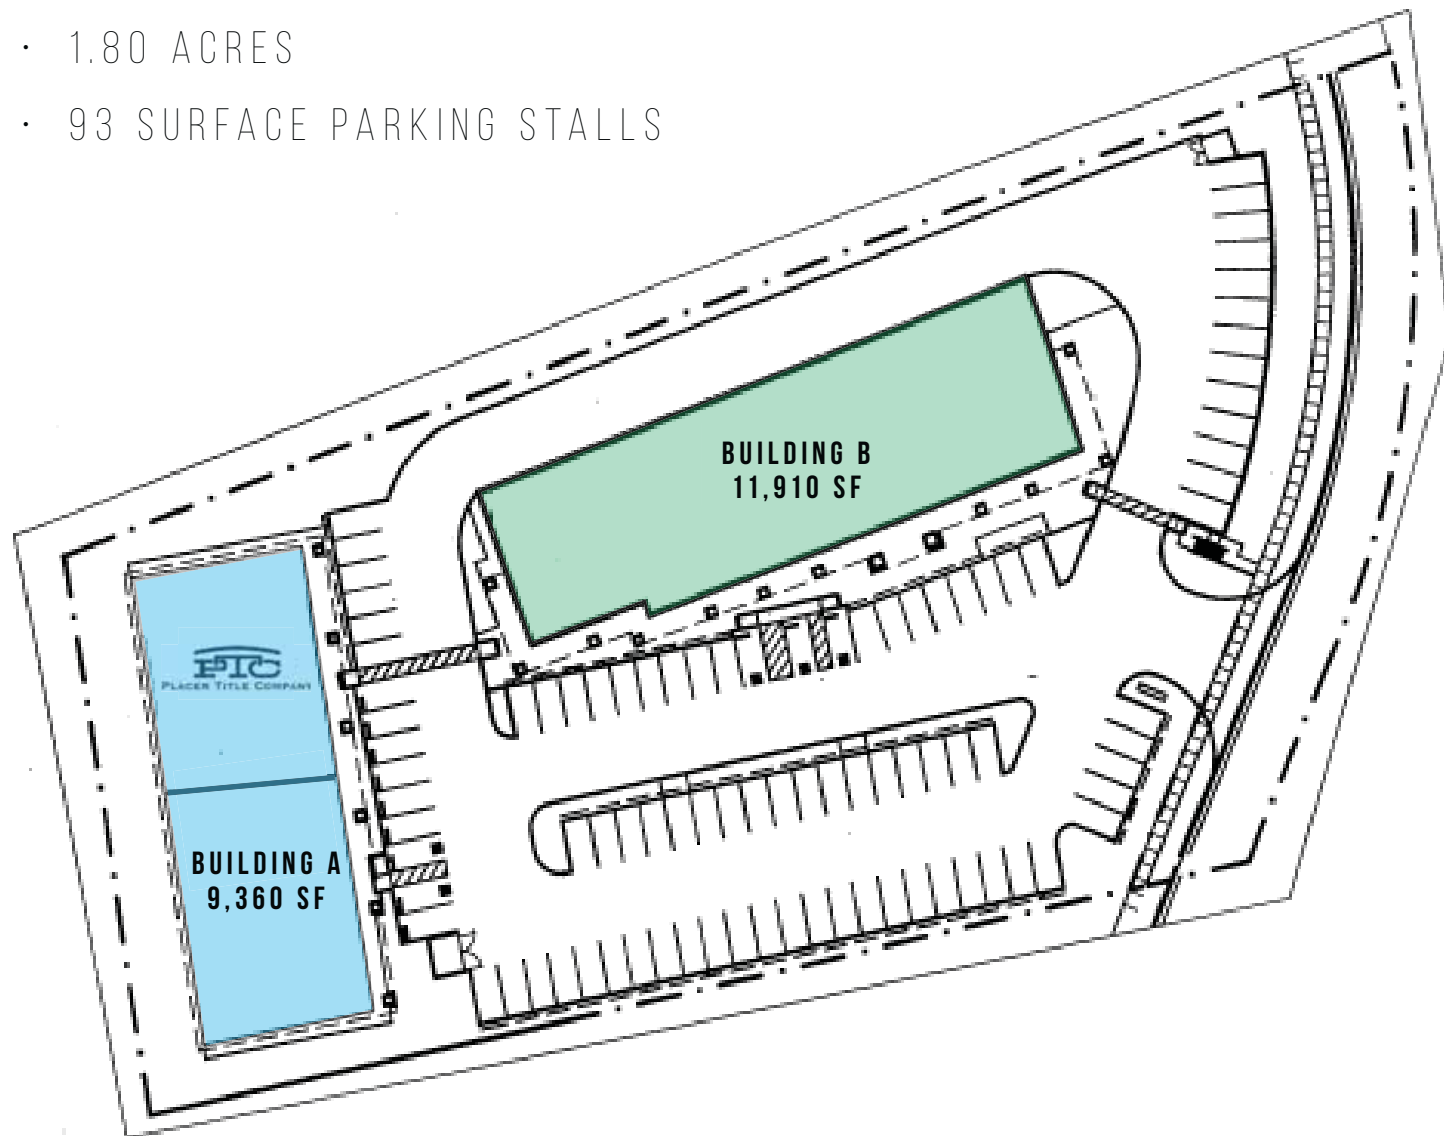 · 1.80 ACRES
· 93 SURFACE PARKING STALLS
BUILDING B
11,910 SF
PTC
PLACER TITLE COMPANY
BUILDING A
9,360 SF